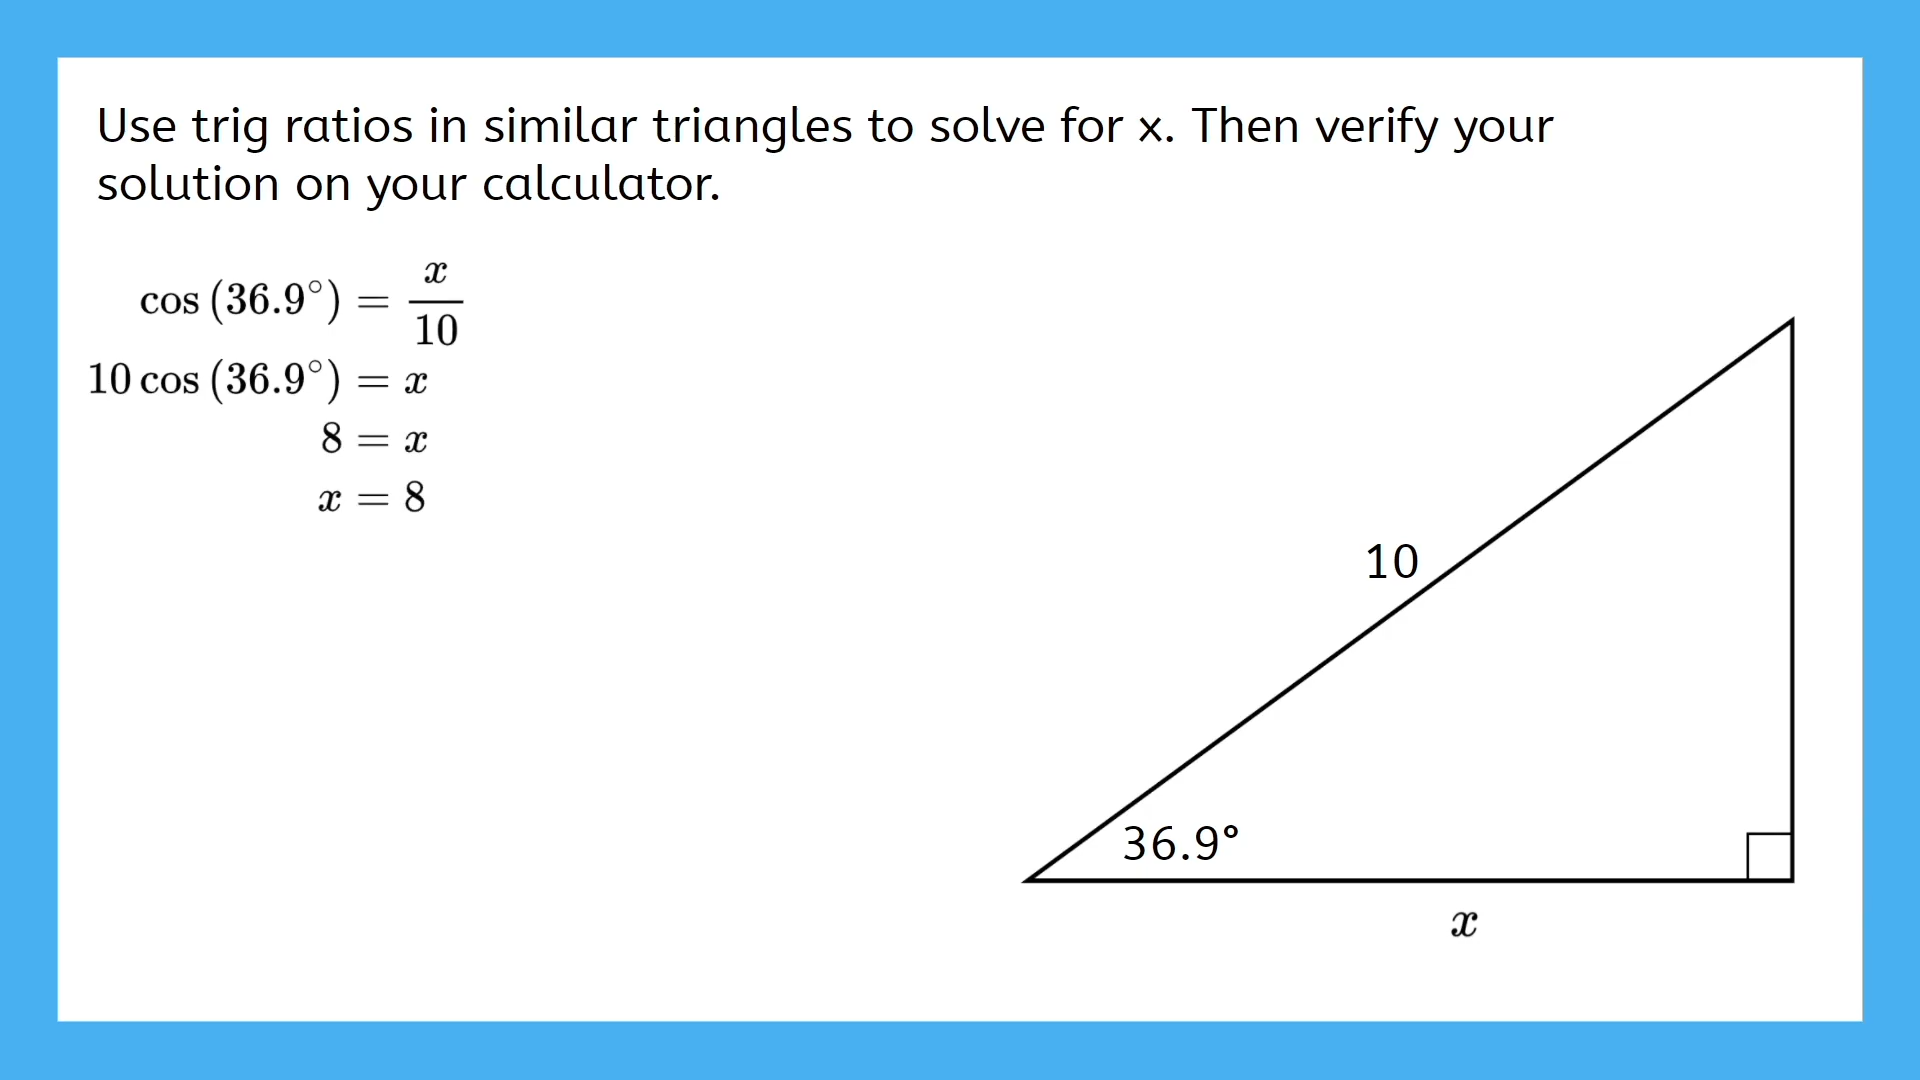 Use trig ratios in similar triangles to solve for x. Then verify your
solution on your calculator.
cos (36.9°) = x/10
10 cos (36.9°) = x
8 = x
x = 8
10
36.9°
x